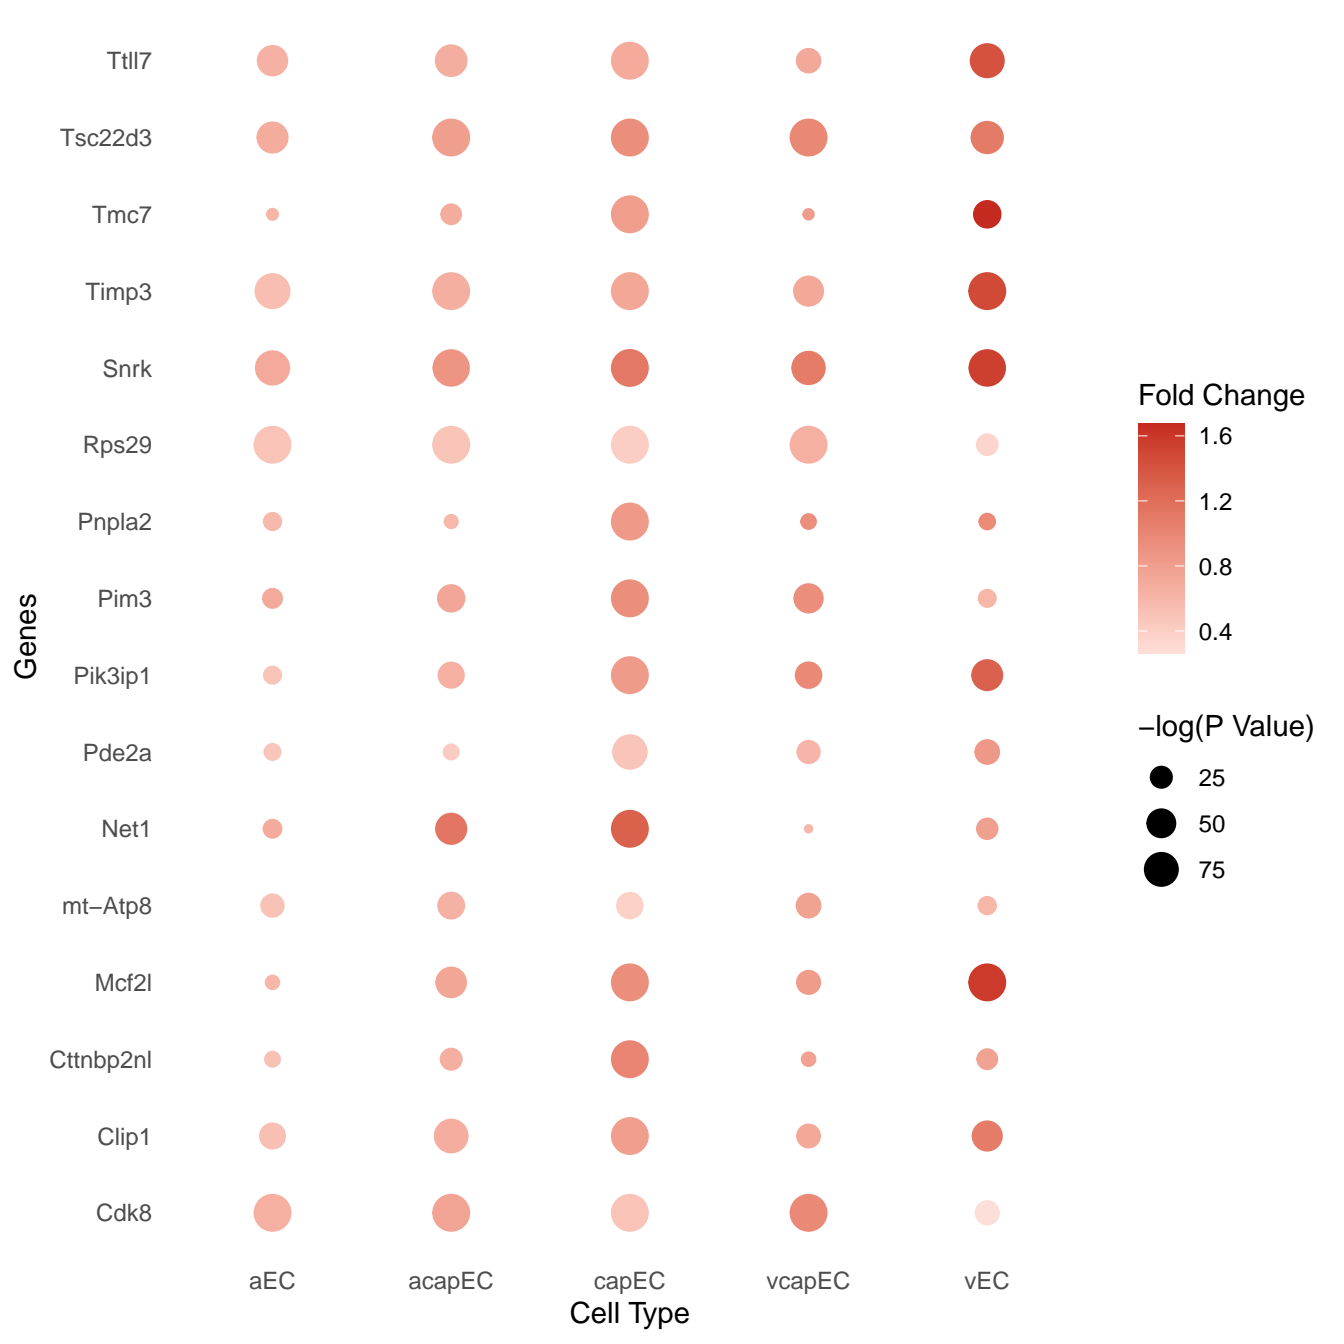 Ttll7
Tsc22d3
Tmc7
Timp3
Snrk
Rps29
Pnpla2
Pim3
Pik3ip1
Pde2a
Net1
mt−Atp8
Mcf2l
Cttnbp2nl
Clip1
Cdk8
Genes
aEC acapEC capEC vcapEC vEC
Cell Type
Fold Change
1.6
1.2
0.8
0.4
−log(P Value)
25
50
75